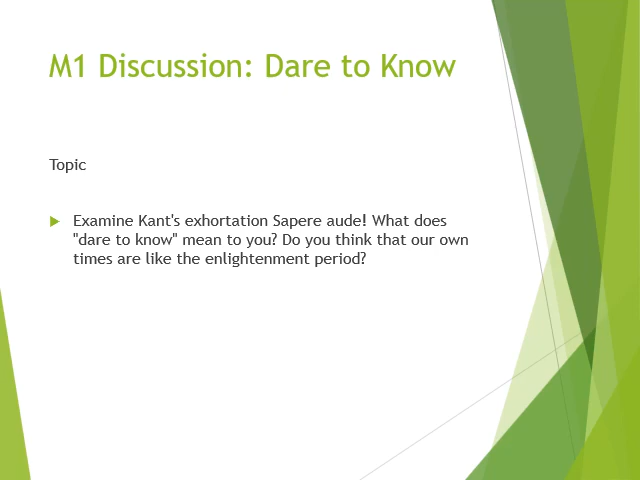 M1 Discussion: Dare to Know
Topic
Examine Kant's exhortation Sapere aude! What does
"dare to know" mean to you? Do you think that our own
times are like the enlightenment period?